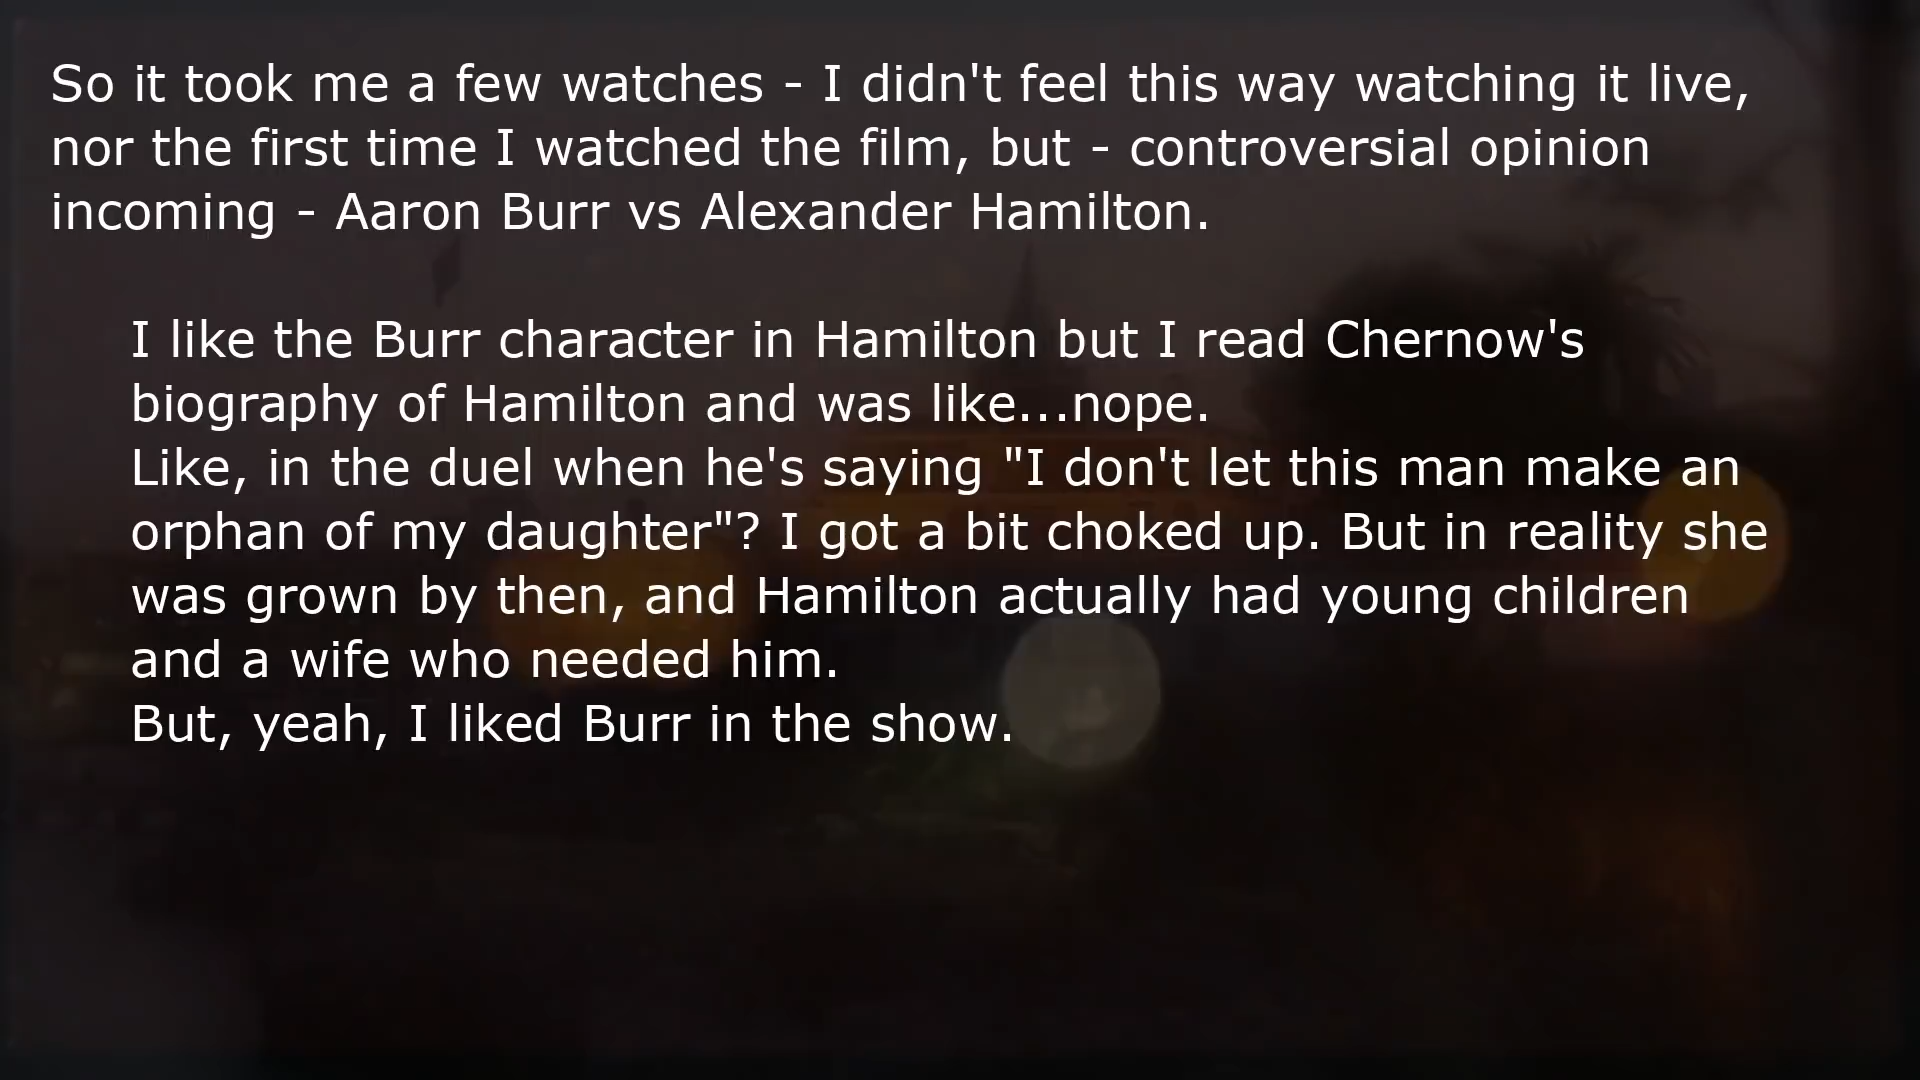 So it took me a few watches - I didn't feel this way watching it live,
nor the first time I watched the film, but - controversial opinion
incoming - Aaron Burr vs Alexander Hamilton.
I like the Burr character in Hamilton but I read Chernow's
biography of Hamilton and was like...nope.
Like, in the duel when he's saying "I don't let this man make an
orphan of my daughter"? I got a bit choked up. But in reality she
was grown by then, and Hamilton actually had young children
and a wife who needed him.
But, yeah, I liked Burr in the show.